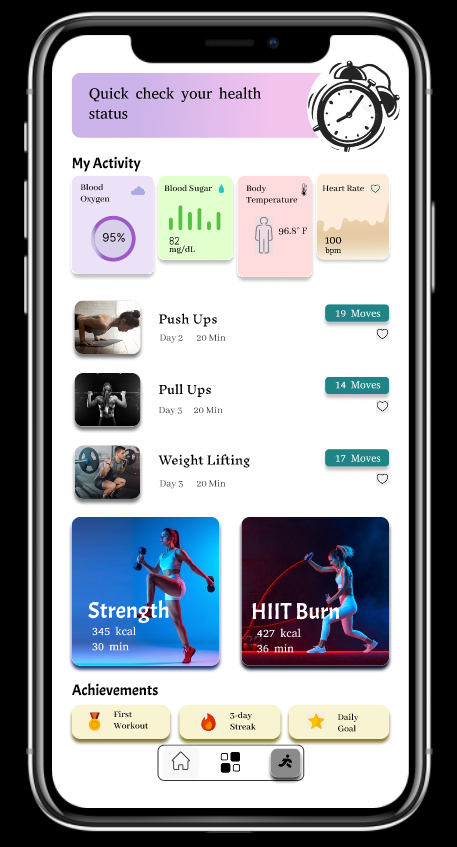 Quick check your health
status
My Activity
Blood
Oxygen
95%
Blood Sugar
82
mg/dL
Body
Temperature
96.8° F
Heart Rate
100
bpm
Push Ups
Day 2 20 Min
19 Moves
Pull Ups
Day 3 20 Min
14 Moves
Weight Lifting
Day 3 20 Min
17 Moves
Strength
345 kcal
30 min
HIIT Burn
427 kcal
36 min
Achievements
First
Workout
3-day
Streak
Daily
Goal